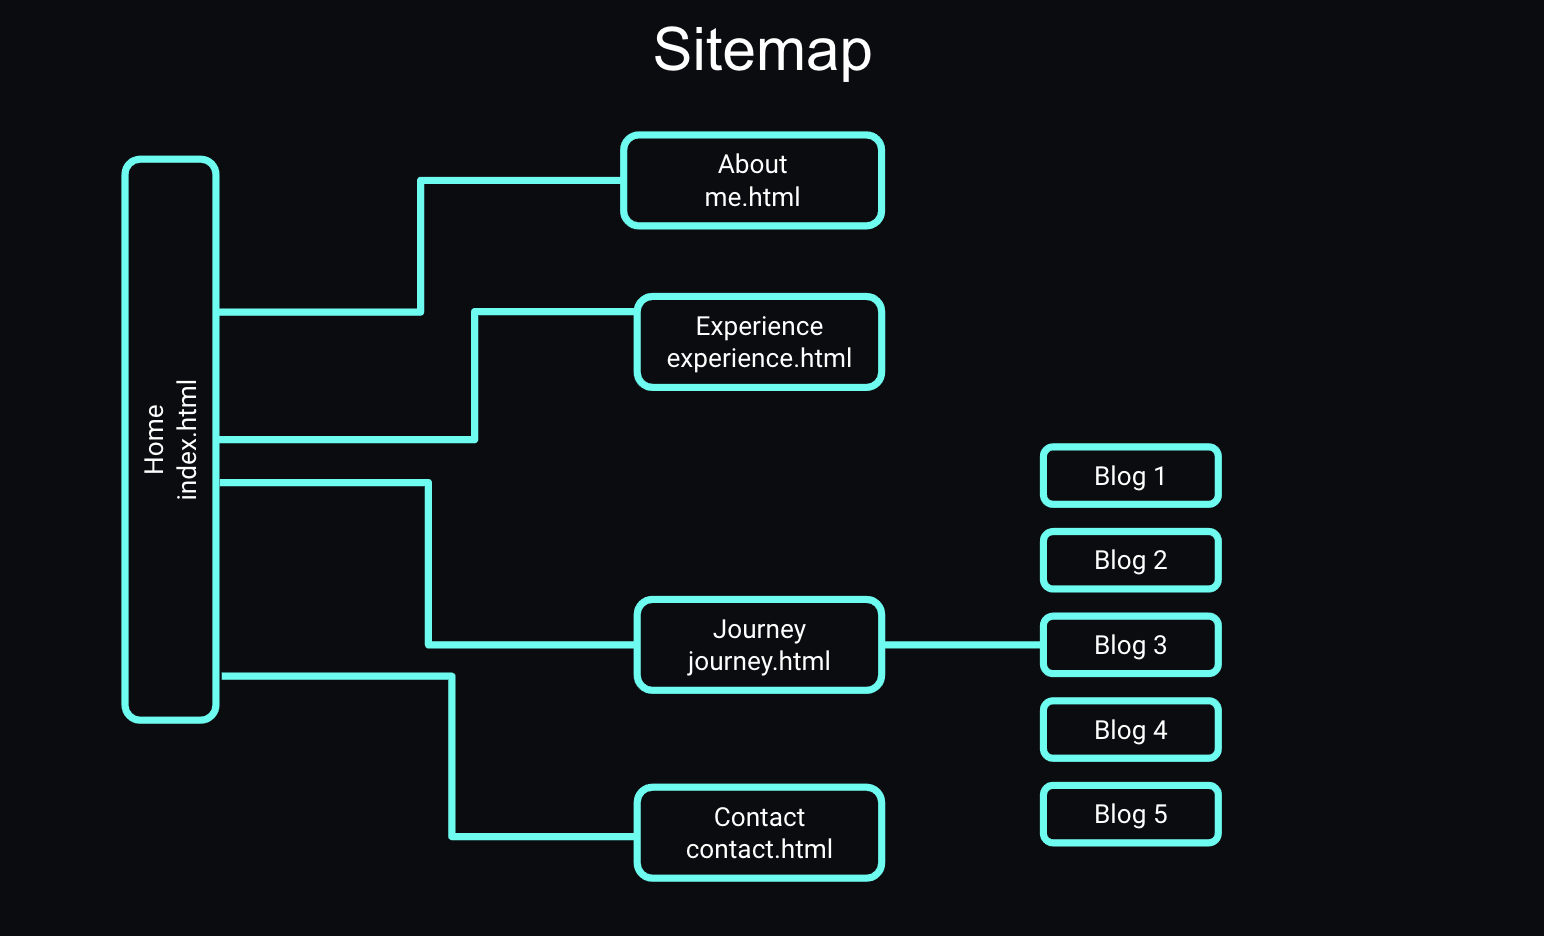 Sitemap
Home
index.html
About
me.html
Experience
experience.html
Journey
journey.html
Contact
contact.html
Blog 1
Blog 2
Blog 3
Blog 4
Blog 5